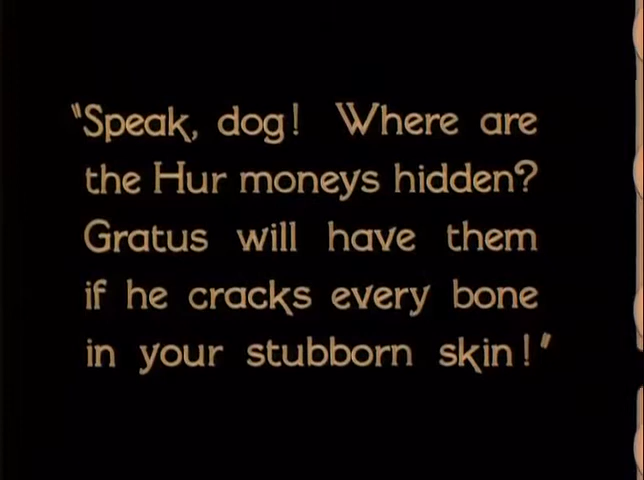 "Speak, dog! Where are
the Hur moneys hidden?
Gratus will have them
if he cracks every bone
in your stubborn skin!"